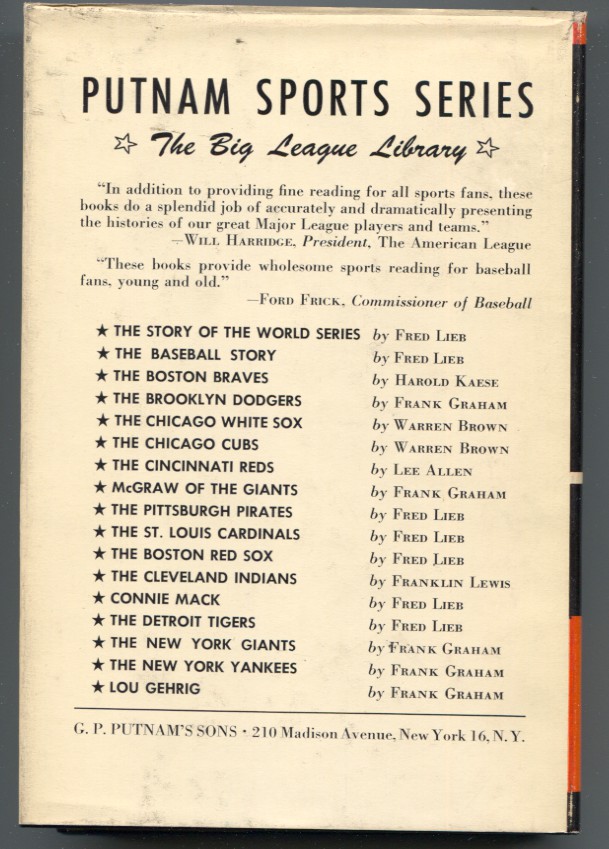 PUTNAM SPORTS SERIES
☆ The Big League Library ☆
“In addition to providing fine reading for all sports fans, these
books do a splendid job of accurately and dramatically presenting
the histories of our great Major League players and teams.”
—WILL HARRIDGE, President, The American League
“These books provide wholesome sports reading for baseball
fans, young and old.”
—FORD FRICK, Commissioner of Baseball
★ THE STORY OF THE WORLD SERIES by FRED LIEB
★ THE BASEBALL STORY by FRED LIEB
★ THE BOSTON BRAVES by HAROLD KAESE
★ THE BROOKLYN DODGERS by FRANK GRAHAM
★ THE CHICAGO WHITE SOX by WARREN BROWN
★ THE CHICAGO CUBS by WARREN BROWN
★ THE CINCINNATI REDS by LEE ALLEN
★ McGRAW OF THE GIANTS by FRANK GRAHAM
★ THE PITTSBURGH PIRATES by FRED LIEB
★ THE ST. LOUIS CARDINALS by FRED LIEB
★ THE BOSTON RED SOX by FRED LIEB
★ THE CLEVELAND INDIANS by FRANKLIN LEWIS
★ CONNIE MACK by FRED LIEB
★ THE DETROIT TIGERS by FRED LIEB
★ THE NEW YORK GIANTS by FRANK GRAHAM
★ THE NEW YORK YANKEES by FRANK GRAHAM
★ LOU GEHRIG by FRANK GRAHAM
G. P. PUTNAM'S SONS • 210 Madison Avenue, New York 16, N. Y.